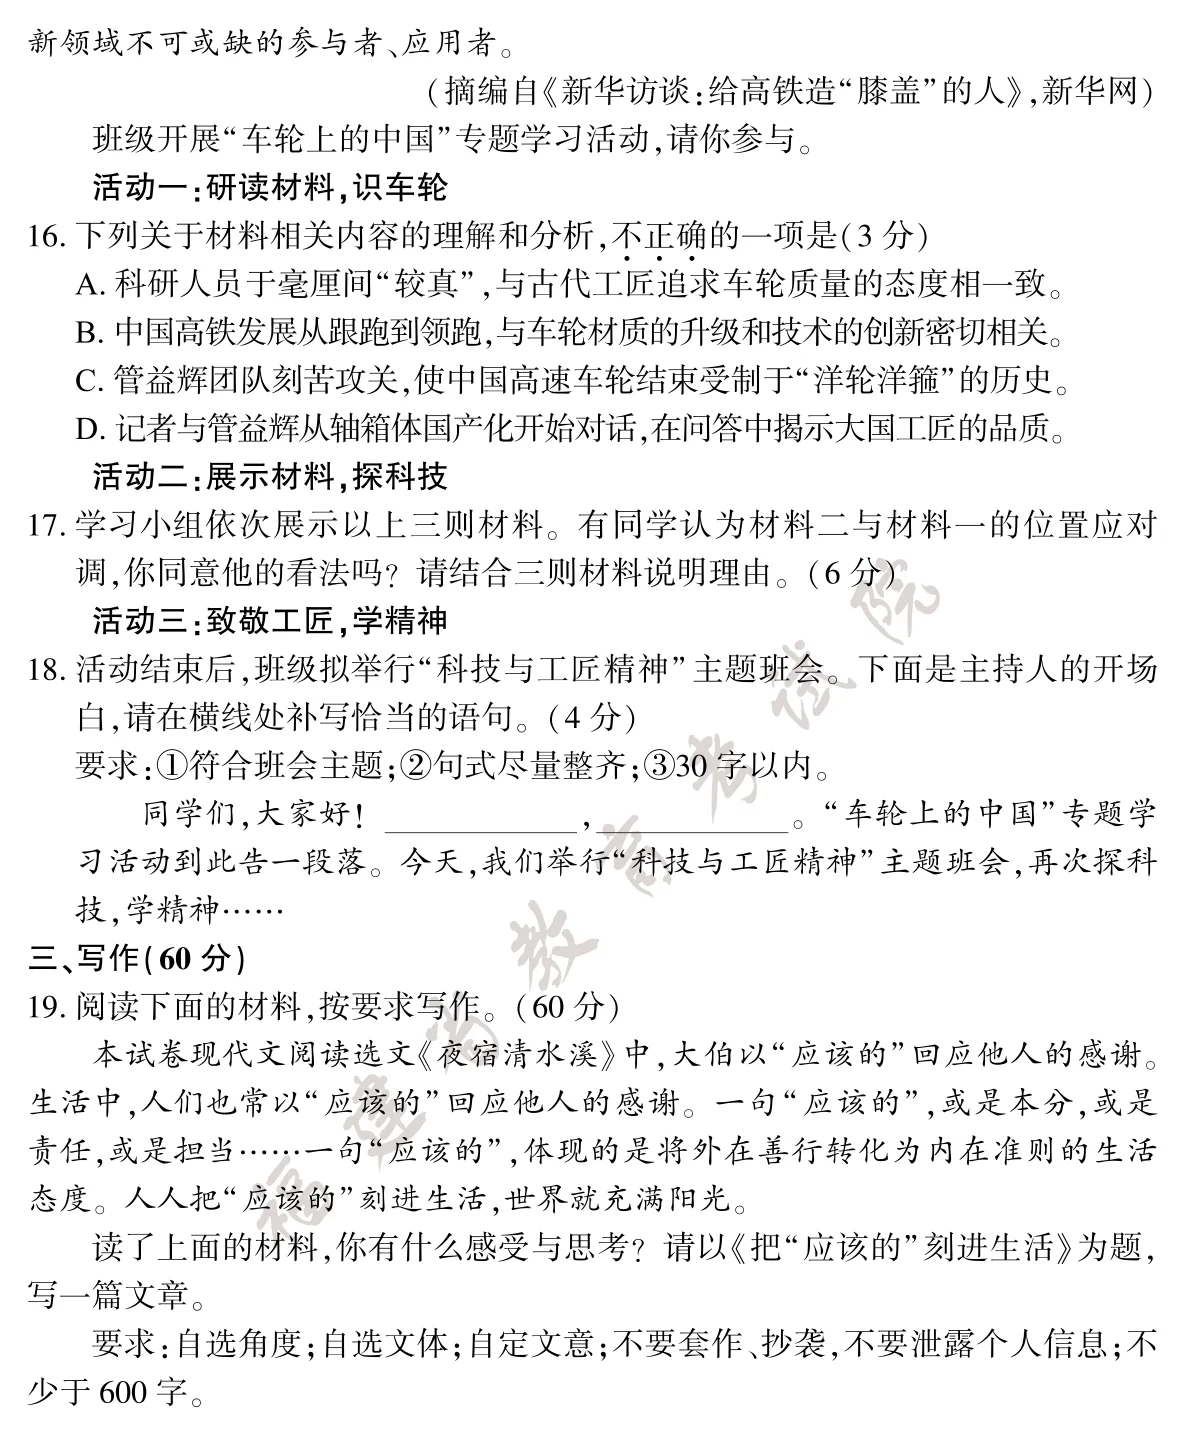 新领域不可或缺的参与者、应用者。
(摘编自《新华访谈:给高铁造“膝盖”的人》,新华网)
班级开展“车轮上的中国”专题学习活动,请你参与。
活动一:研读材料,识车轮
16. 下列关于材料相关内容的理解和分析,不正确的一项是(3 分)
A. 科研人员于毫厘间“较真”,与古代工匠追求车轮质量的态度相一致。
B. 中国高铁发展从跟跑到领跑,与车轮材质的升级和技术的创新密切相关。
C. 管益辉团队刻苦攻关,使中国高速车轮结束受制于“洋轮洋箍”的历史。
D. 记者与管益辉从轴箱体国产化开始对话,在问答中揭示大国工匠的品质。
活动二:展示材料,探科技
17. 学习小组依次展示以上三则材料。有同学认为材料二与材料一的位置应对
调,你同意他的看法吗? 请结合三则材料说明理由。(6 分)
活动三:致敬工匠,学精神
18. 活动结束后,班级拟举行“科技与工匠精神”主题班会。下面是主持人的开场
白,请在横线处补写恰当的语句。(4 分)
要求:①符合班会主题;②句式尽量整齐;③30 字以内。
同学们,大家好! ____________,____________。“车轮上的中国”专题学
习活动到此告一段落。今天,我们举行“科技与工匠精神”主题班会,再次探科
技,学精神……
三、写作(60 分)
19. 阅读下面的材料,按要求写作。(60 分)
本试卷现代文阅读选文《夜宿清水溪》中,大伯以“应该的”回应他人的感谢。
生活中,人们也常以“应该的”回应他人的感谢。一句“应该的”,或是本分,或是
责任,或是担当……一句“应该的”,体现的是将外在善行转化为内在准则的生活
态度。人人把“应该的”刻进生活,世界就充满阳光。
读了上面的材料,你有什么感受与思考? 请以《把“应该的”刻进生活》为题,
写一篇文章。
要求:自选角度;自选文体;自定文意;不要套作、抄袭,不要泄露个人信息;不
少于 600 字。
福建省教育考试院